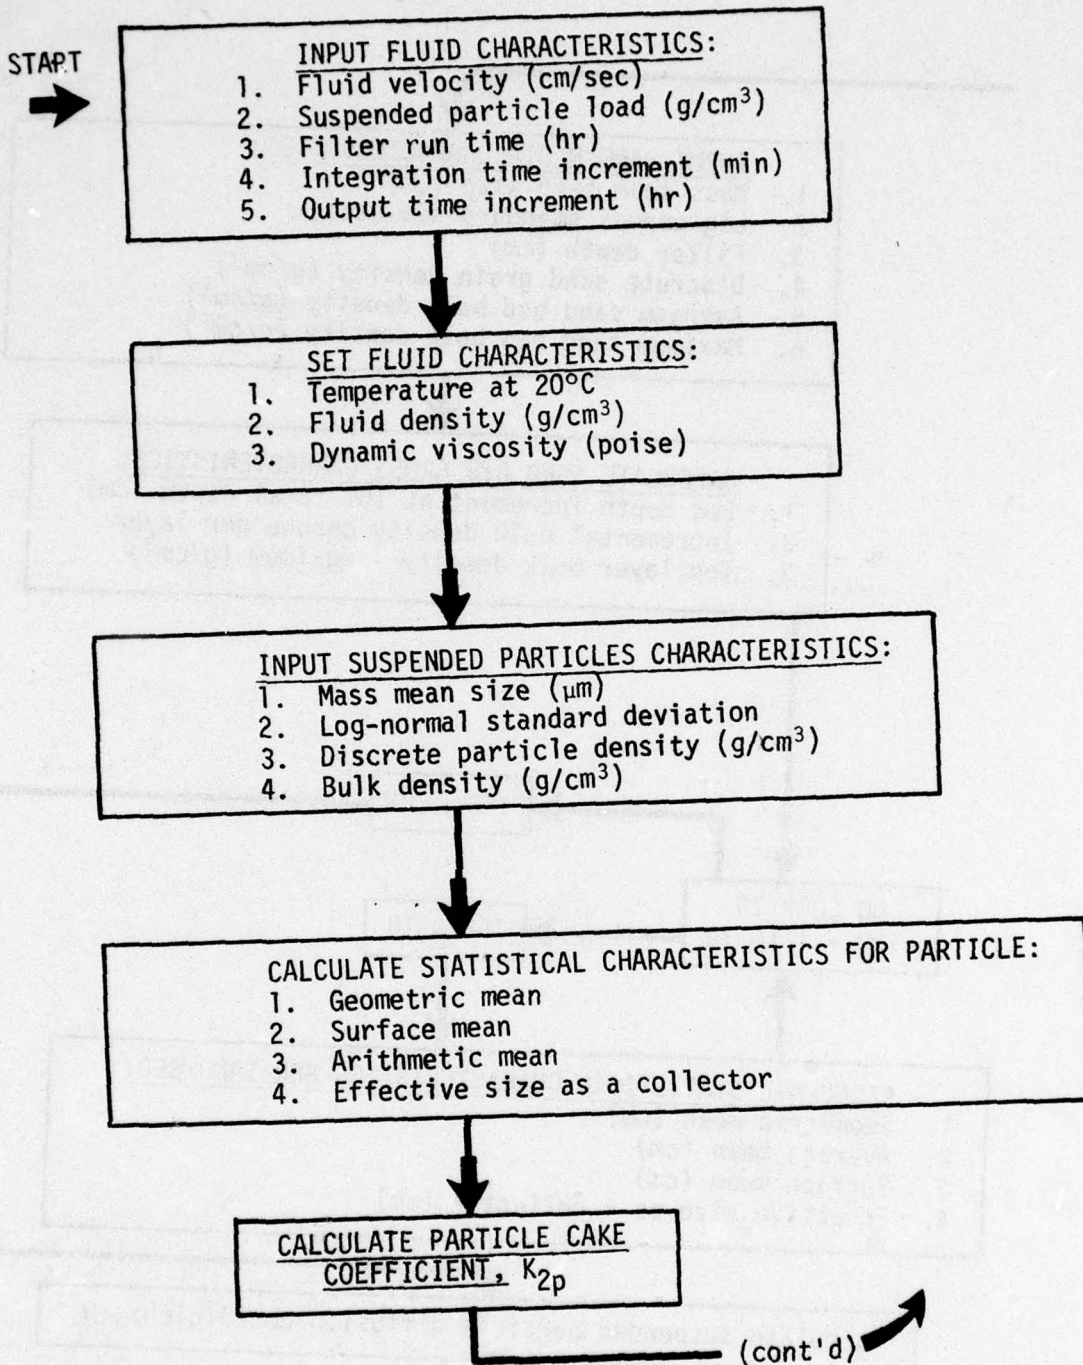 START
INPUT FLUID CHARACTERISTICS:
1. Fluid velocity (cm/sec)
2. Suspended particle load (g/cm³)
3. Filter run time (hr)
4. Integration time increment (min)
5. Output time increment (hr)
SET FLUID CHARACTERISTICS:
1. Temperature at 20°C
2. Fluid density (g/cm³)
3. Dynamic viscosity (poise)
INPUT SUSPENDED PARTICLES CHARACTERISTICS:
1. Mass mean size (μm)
2. Log-normal standard deviation
3. Discrete particle density (g/cm³)
4. Bulk density (g/cm³)
CALCULATE STATISTICAL CHARACTERISTICS FOR PARTICLE:
1. Geometric mean
2. Surface mean
3. Arithmetic mean
4. Effective size as a collector
CALCULATE PARTICLE CAKE
COEFFICIENT, K₂ₚ
(cont'd)